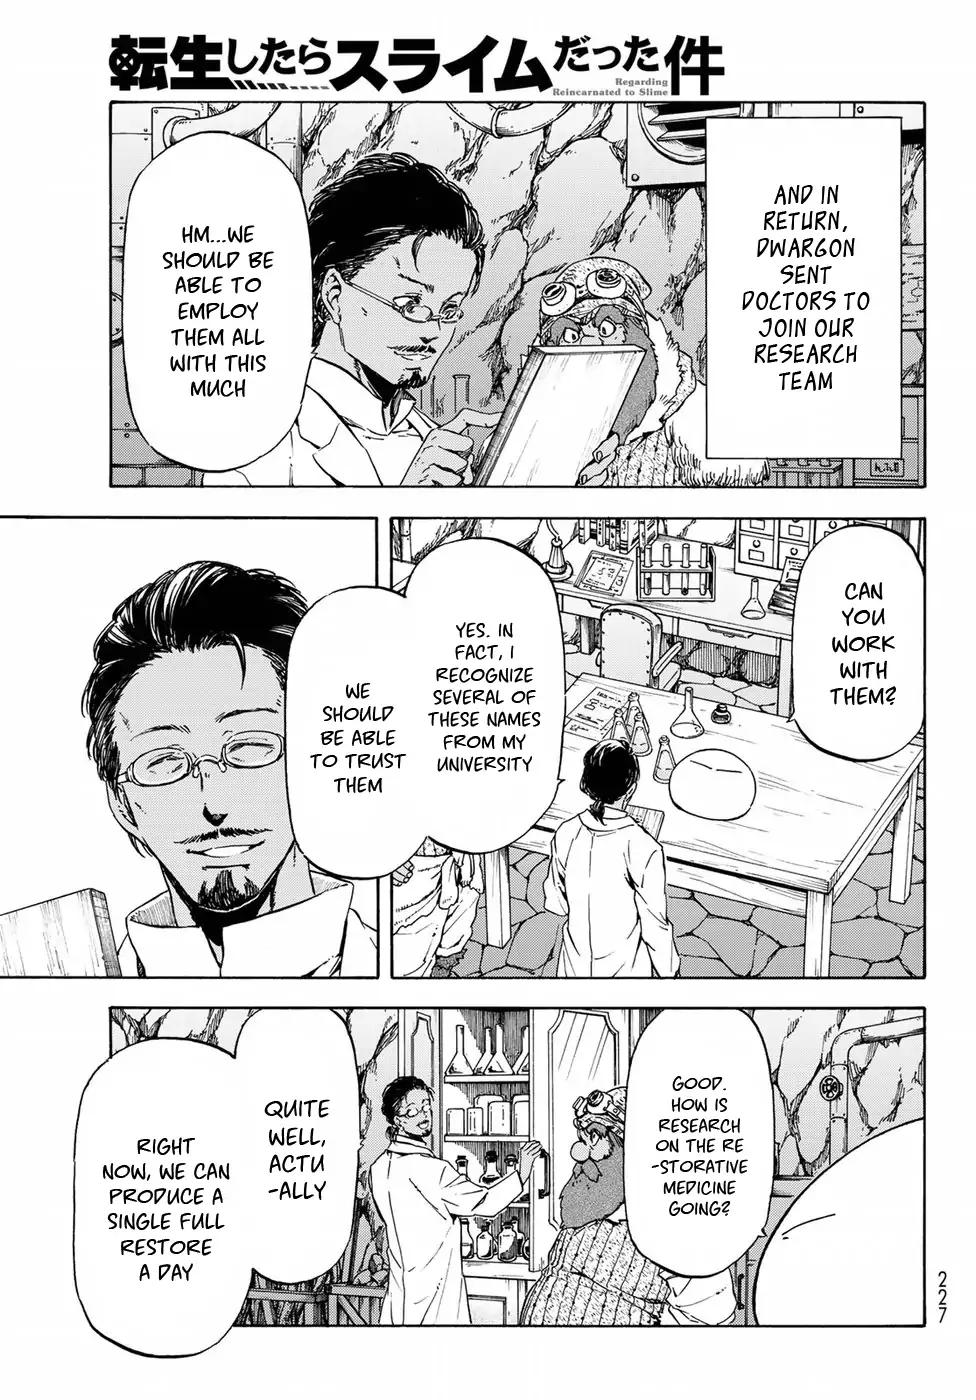 転生したらスライムだった件
Regarding
Reincarnated to Slime
AND IN
RETURN,
DWARGON
SENT
DOCTORS TO
JOIN OUR
RESEARCH
TEAM
HM...WE
SHOULD BE
ABLE TO
EMPLOY
THEM ALL
WITH THIS
MUCH
CAN
YOU
WORK
WITH
THEM?
YES. IN
FACT, I
RECOGNIZE
SEVERAL OF
THESE NAMES
FROM MY
UNIVERSITY
WE
SHOULD
BE ABLE
TO TRUST
THEM
GOOD.
HOW IS
RESEARCH
ON THE RE
-STORATIVE
MEDICINE
GOING?
QUITE
WELL,
ACTU
-ALLY
RIGHT
NOW, WE CAN
PRODUCE A
SINGLE FULL
RESTORE
A DAY
227